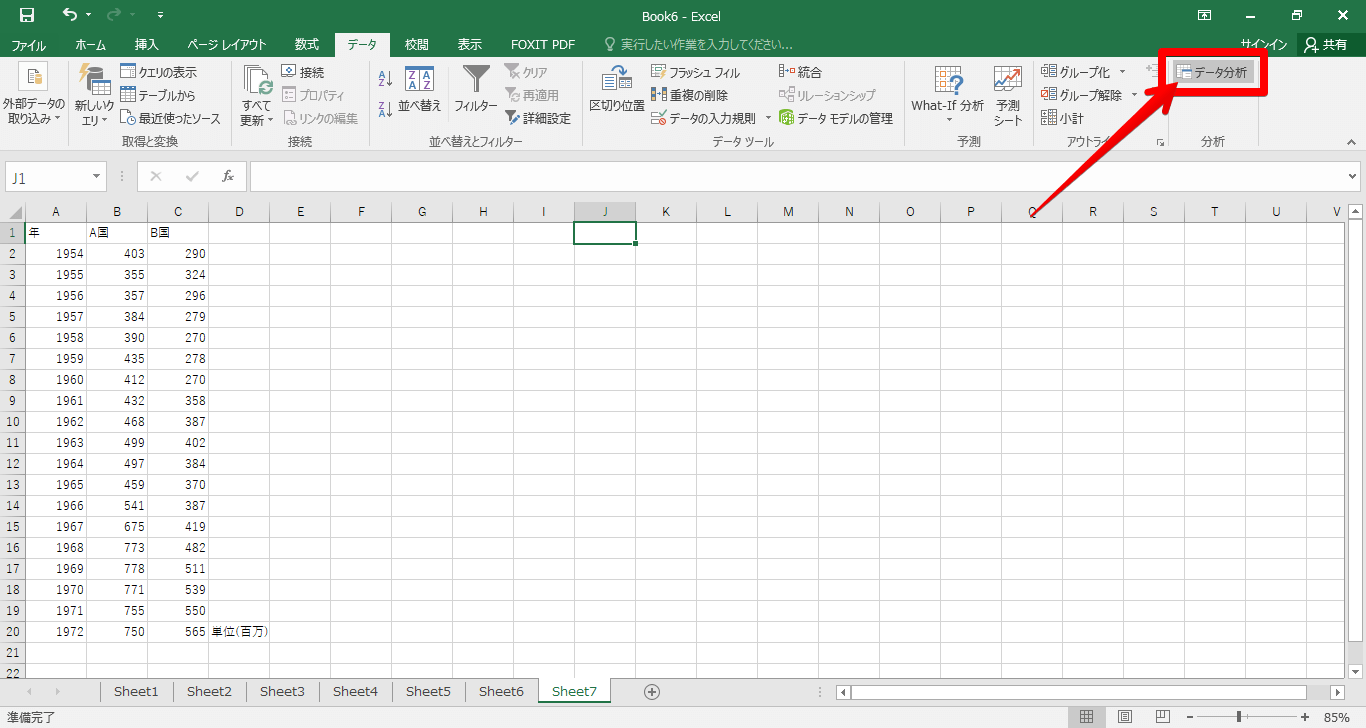 Book6 - Excel
ファイル ホーム 挿入 ページ レイアウト 数式 データ 校閲 表示 FOXIT PDF 実行したい作業を入力してください... サインイン 共有
外部データの
取り込み
新しいク
エリ
クエリの表示
テーブルから
最近使ったソース
取得と変換
すべて
更新
接続
プロパティ
リンクの編集
接続
並べ替え
フィルター
クリア
再適用
詳細設定
並べ替えとフィルター
区切り位置
フラッシュ フィル
重複の削除
データの入力規則
統合
リレーションシップ
データ モデルの管理
データ ツール
What-If 分析
予測
シート
予測
グループ化
グループ解除
小計
アウトライ
データ分析
分析
J1
fx
A B C D E F G H I J K L M N O P Q R S T U V
1 年 A国 B国
2 1954 403 290
3 1955 355 324
4 1956 357 296
5 1957 384 279
6 1958 390 270
7 1959 435 278
8 1960 412 270
9 1961 432 358
10 1962 468 387
11 1963 499 402
12 1964 497 384
13 1965 459 370
14 1966 541 387
15 1967 675 419
16 1968 773 482
17 1969 778 511
18 1970 771 539
19 1971 755 550
20 1972 750 565 単位(百万)
21
22
Sheet1 Sheet2 Sheet3 Sheet4 Sheet5 Sheet6 Sheet7
準備完了
85%